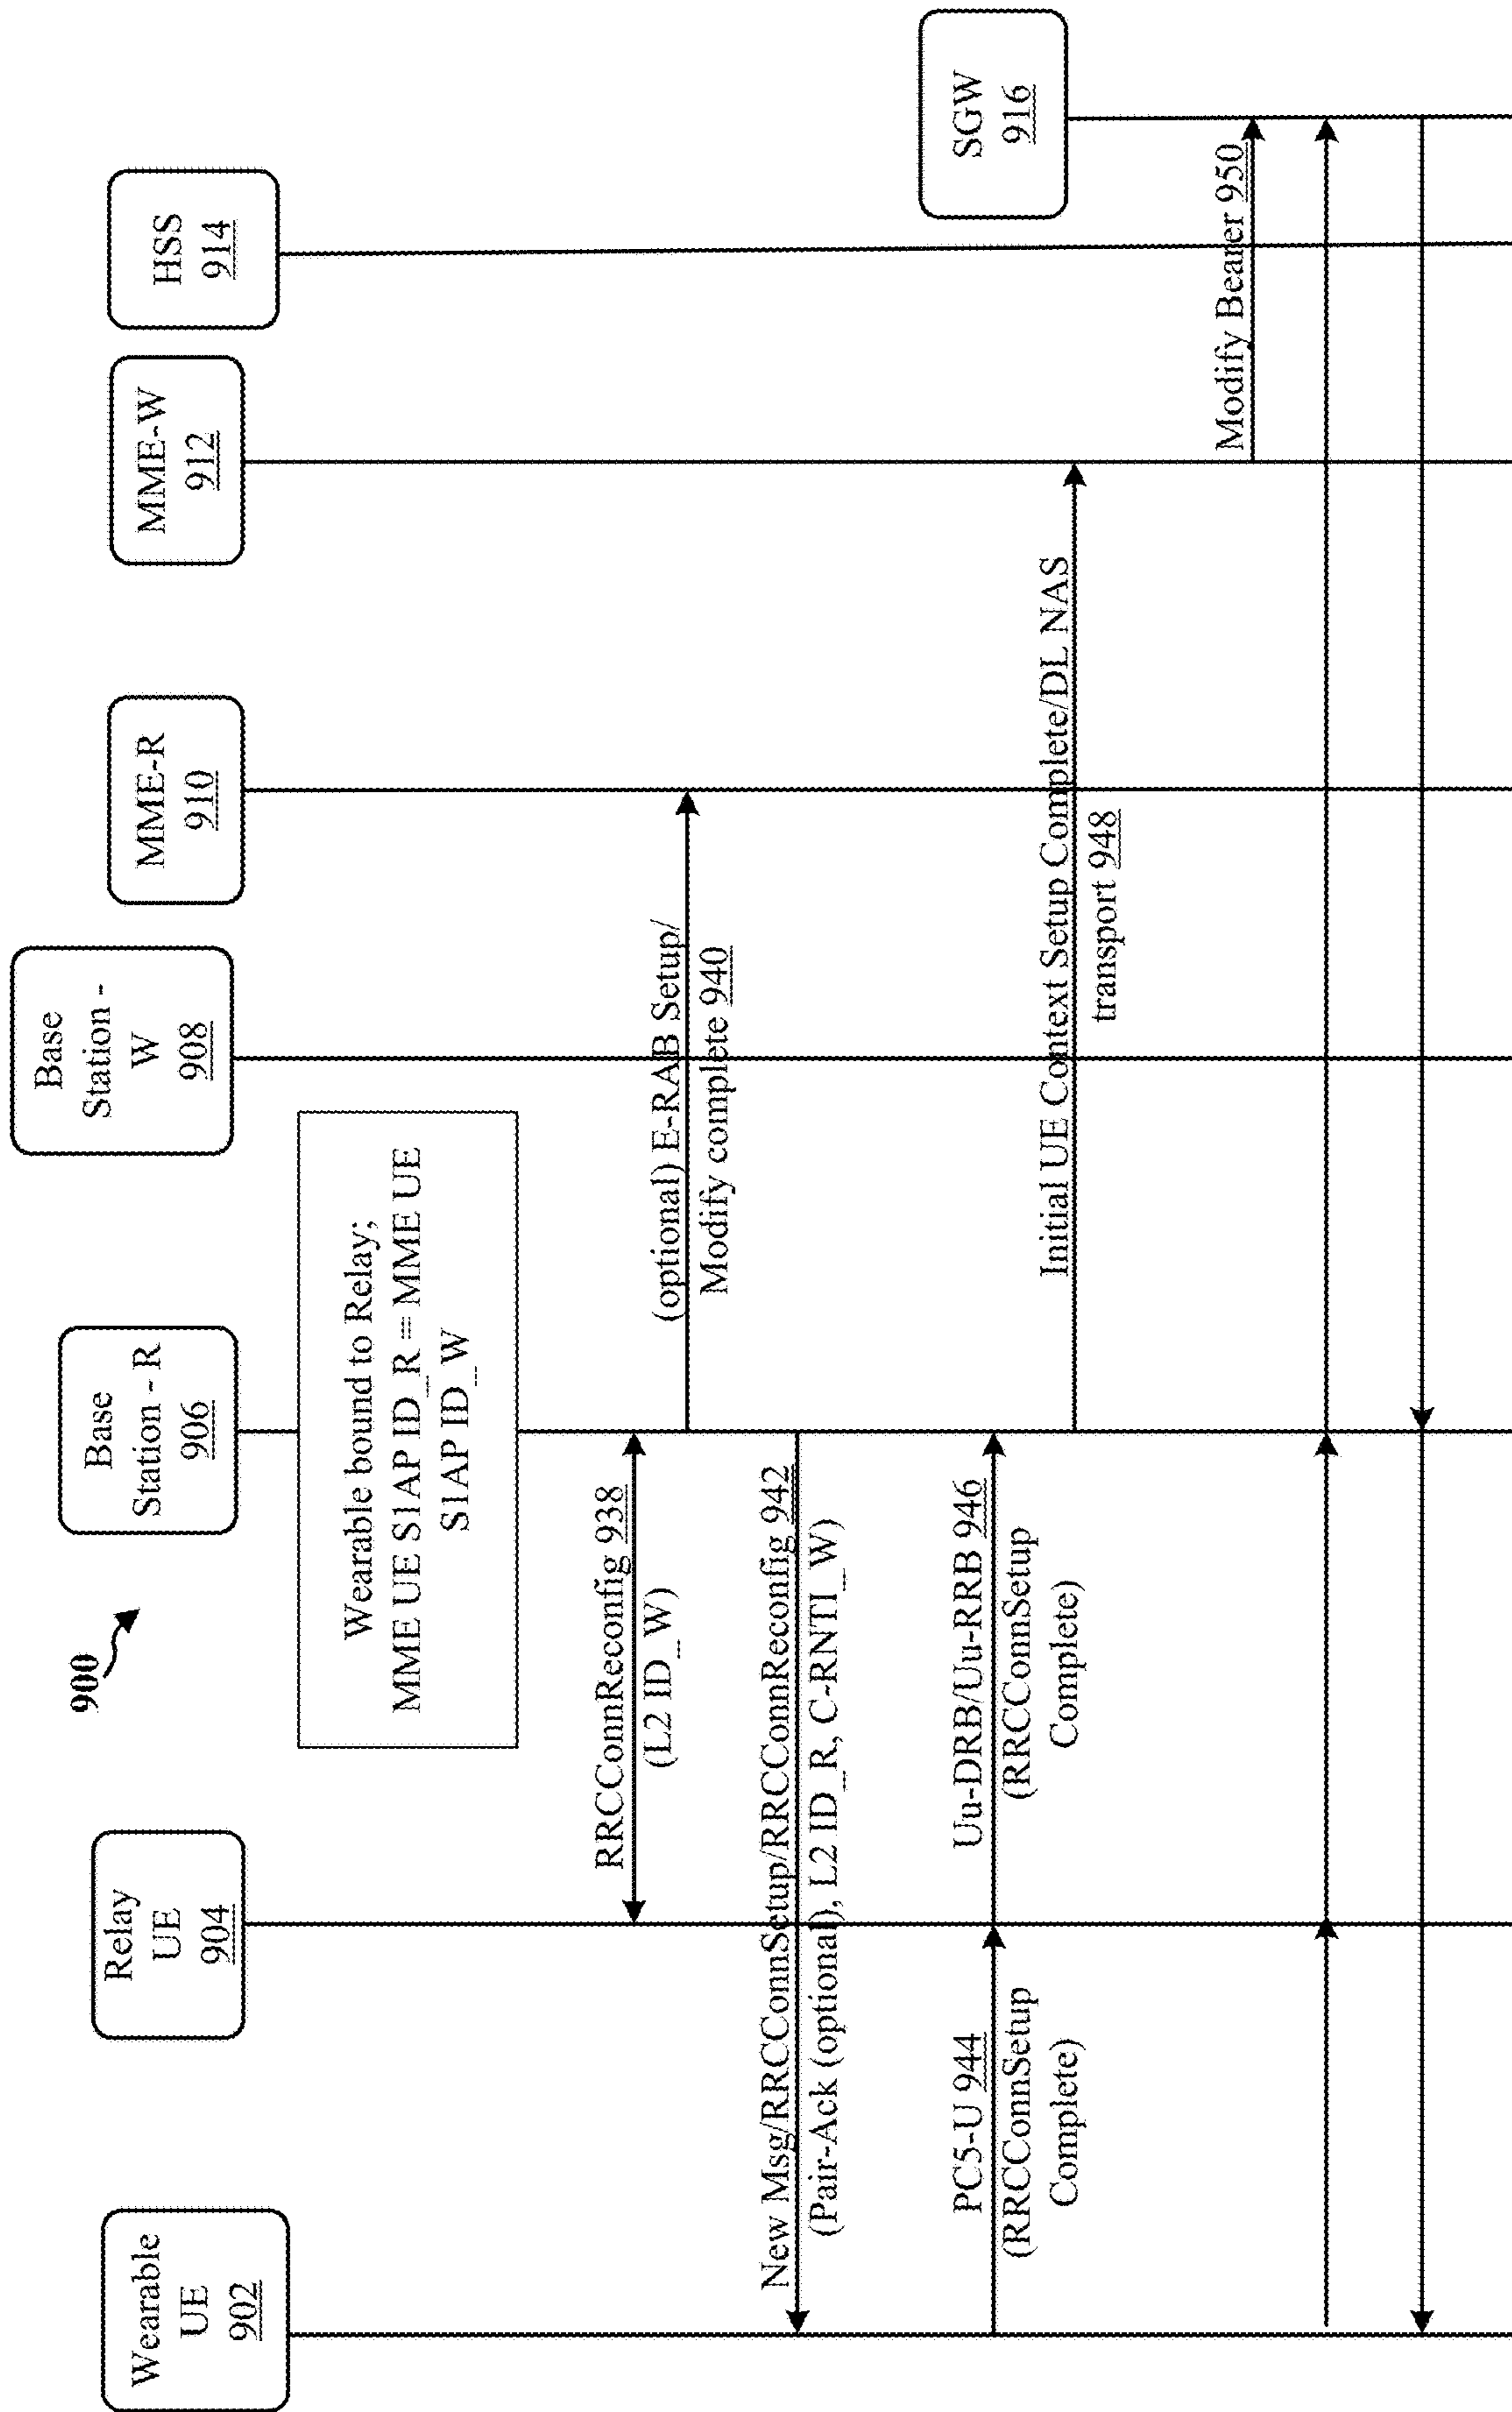 900
Wearable
UE
902
Relay
UE
904
Base
Station - R
906
Base
Station -
W
908
MME-R
910
MME-W
912
HSS
914
SGW
916
Wearable bound to Relay;
MME UE S1AP ID_R = MME UE
S1AP ID_W
RRCConnReconfig 938
(L2 ID_W)
(optional) E-RAB Setup/
Modify complete 940
New Msg/RRCConnSetup/RRCConnReconfig 942
(Pair-Ack (optional), L2 ID_R, C-RNTI_W)
PC5-U 944
(RRCConnSetup
Complete)
Uu-DRB/Uu-RRB 946
(RRCConnSetup
Complete)
Initial UE Context Setup Complete/DL NAS
transport 948
Modify Bearer 950